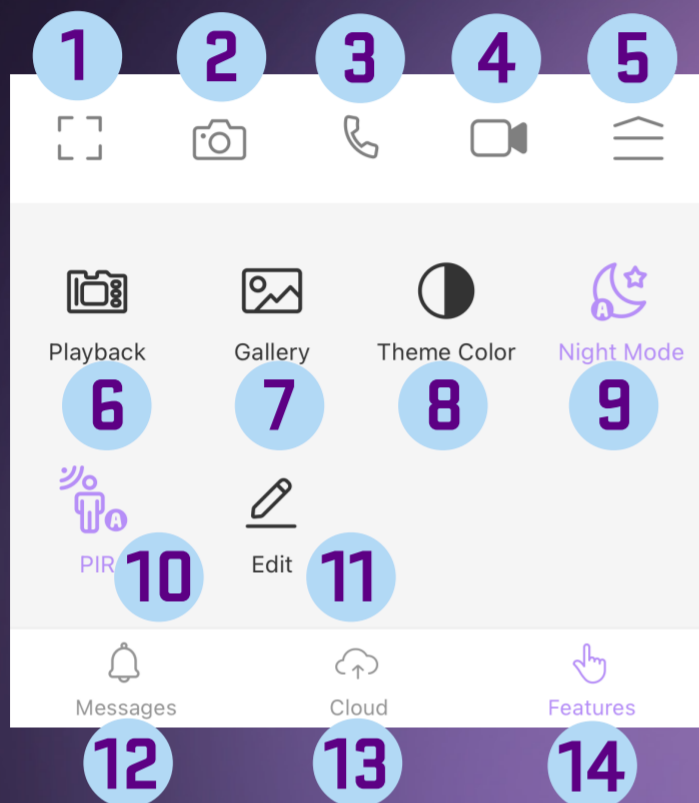 1 2 3 4 5
Playback Gallery Theme Color Night Mode
6 7 8 9
A
A
PIR Edit
10 11
Messages Cloud Features
12 13 14